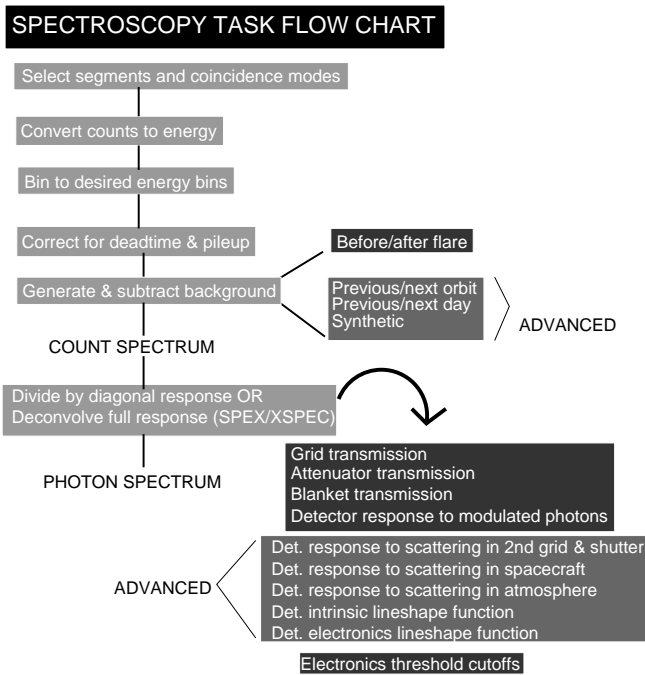 SPECTROSCOPY TASK FLOW CHART
Select segments and coincidence modes
Convert counts to energy
Bin to desired energy bins
Correct for deadtime & pileup
Before/after flare
Generate & subtract background
Previous/next orbit
Previous/next day
Synthetic
ADVANCED
COUNT SPECTRUM
Divide by diagonal response OR
Deconvolve full response (SPEX/XSPEC)
PHOTON SPECTRUM
Grid transmission
Attenuator transmission
Blanket transmission
Detector response to modulated photons
ADVANCED
Det. response to scattering in 2nd grid & shutter
Det. response to scattering in spacecraft
Det. response to scattering in atmosphere
Det. intrinsic lineshape function
Det. electronics lineshape function
Electronics threshold cutoffs